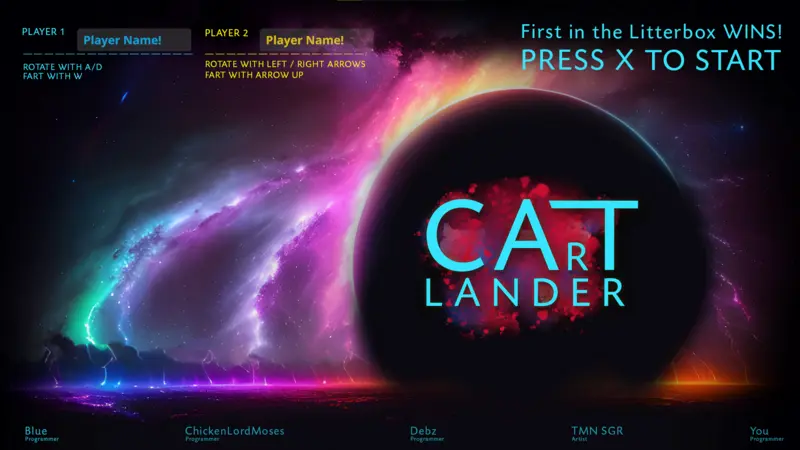 PLAYER 1
Player Name!
ROTATE WITH A/D
FART WITH W
PLAYER 2
Player Name!
ROTATE WITH LEFT / RIGHT ARROWS
FART WITH ARROW UP
First in the Litterbox WINS!
PRESS X TO START
CArT
LANDER
Blue
Programmer
ChickenLordMoses
Programmer
Debz
Programmer
TMN SGR
Artist
You
Programmer